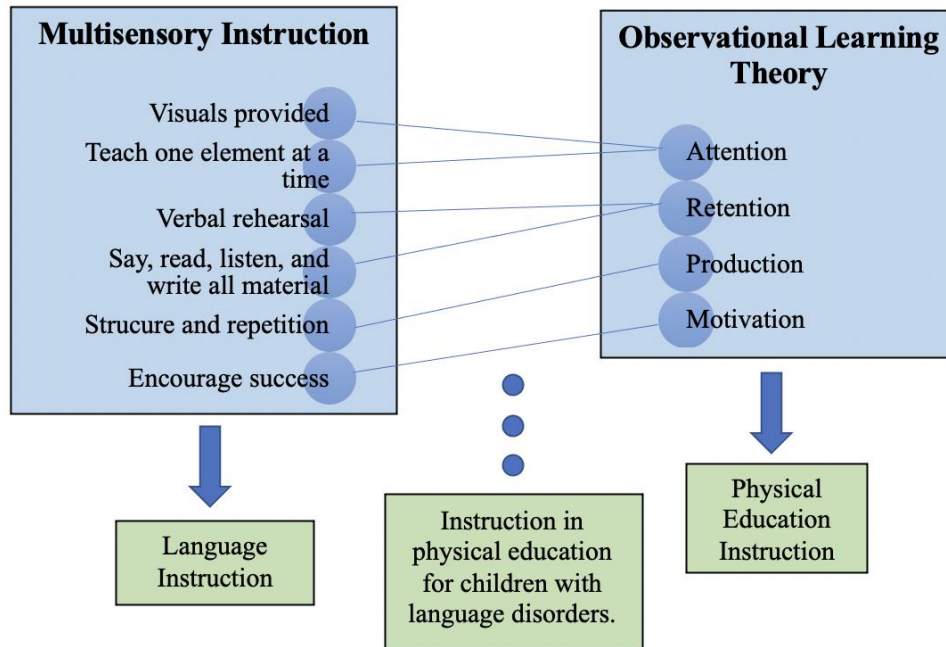 Multisensory Instruction
Visuals provided
Teach one element at a
time
Verbal rehearsal
Say, read, listen, and
write all material
Strucure and repetition
Encourage success
Observational Learning
Theory
Attention
Retention
Production
Motivation
Language
Instruction
Instruction in
physical education
for children with
language disorders.
Physical
Education
Instruction